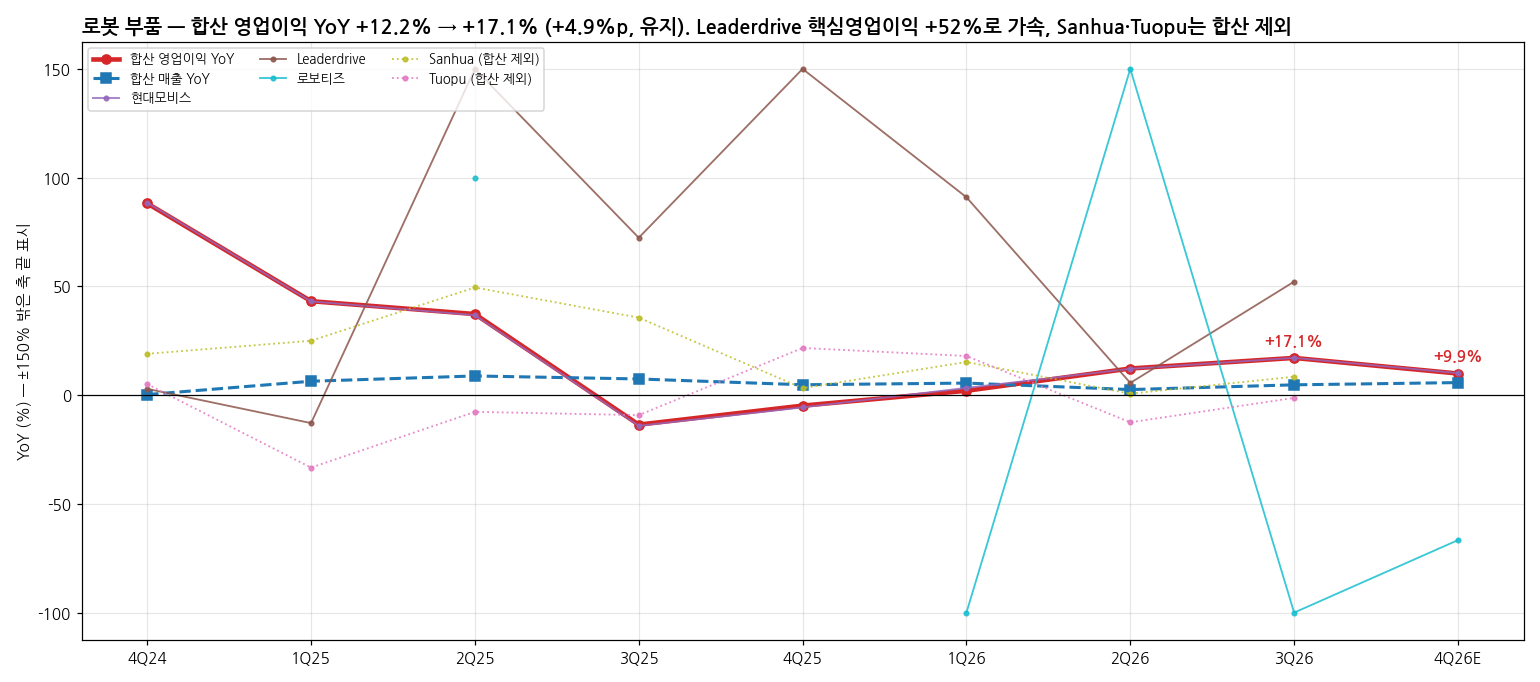 로봇 부품 — 합산 영업이익 YoY +12.2% → +17.1% (+4.9%p, 유지). Leaderdrive 핵심영업이익 +52%로 가속, Sanhua·Tuopu는 합산 제외
합산 영업이익 YoY
합산 매출 YoY
현대모비스
Leaderdrive
로보티즈
Sanhua (합산 제외)
Tuopu (합산 제외)
YoY (%) — ±150% 밖은 축 끝 표시
150
100
50
0
-50
-100
+17.1%
+9.9%
4Q24
1Q25
2Q25
3Q25
4Q25
1Q26
2Q26
3Q26
4Q26E